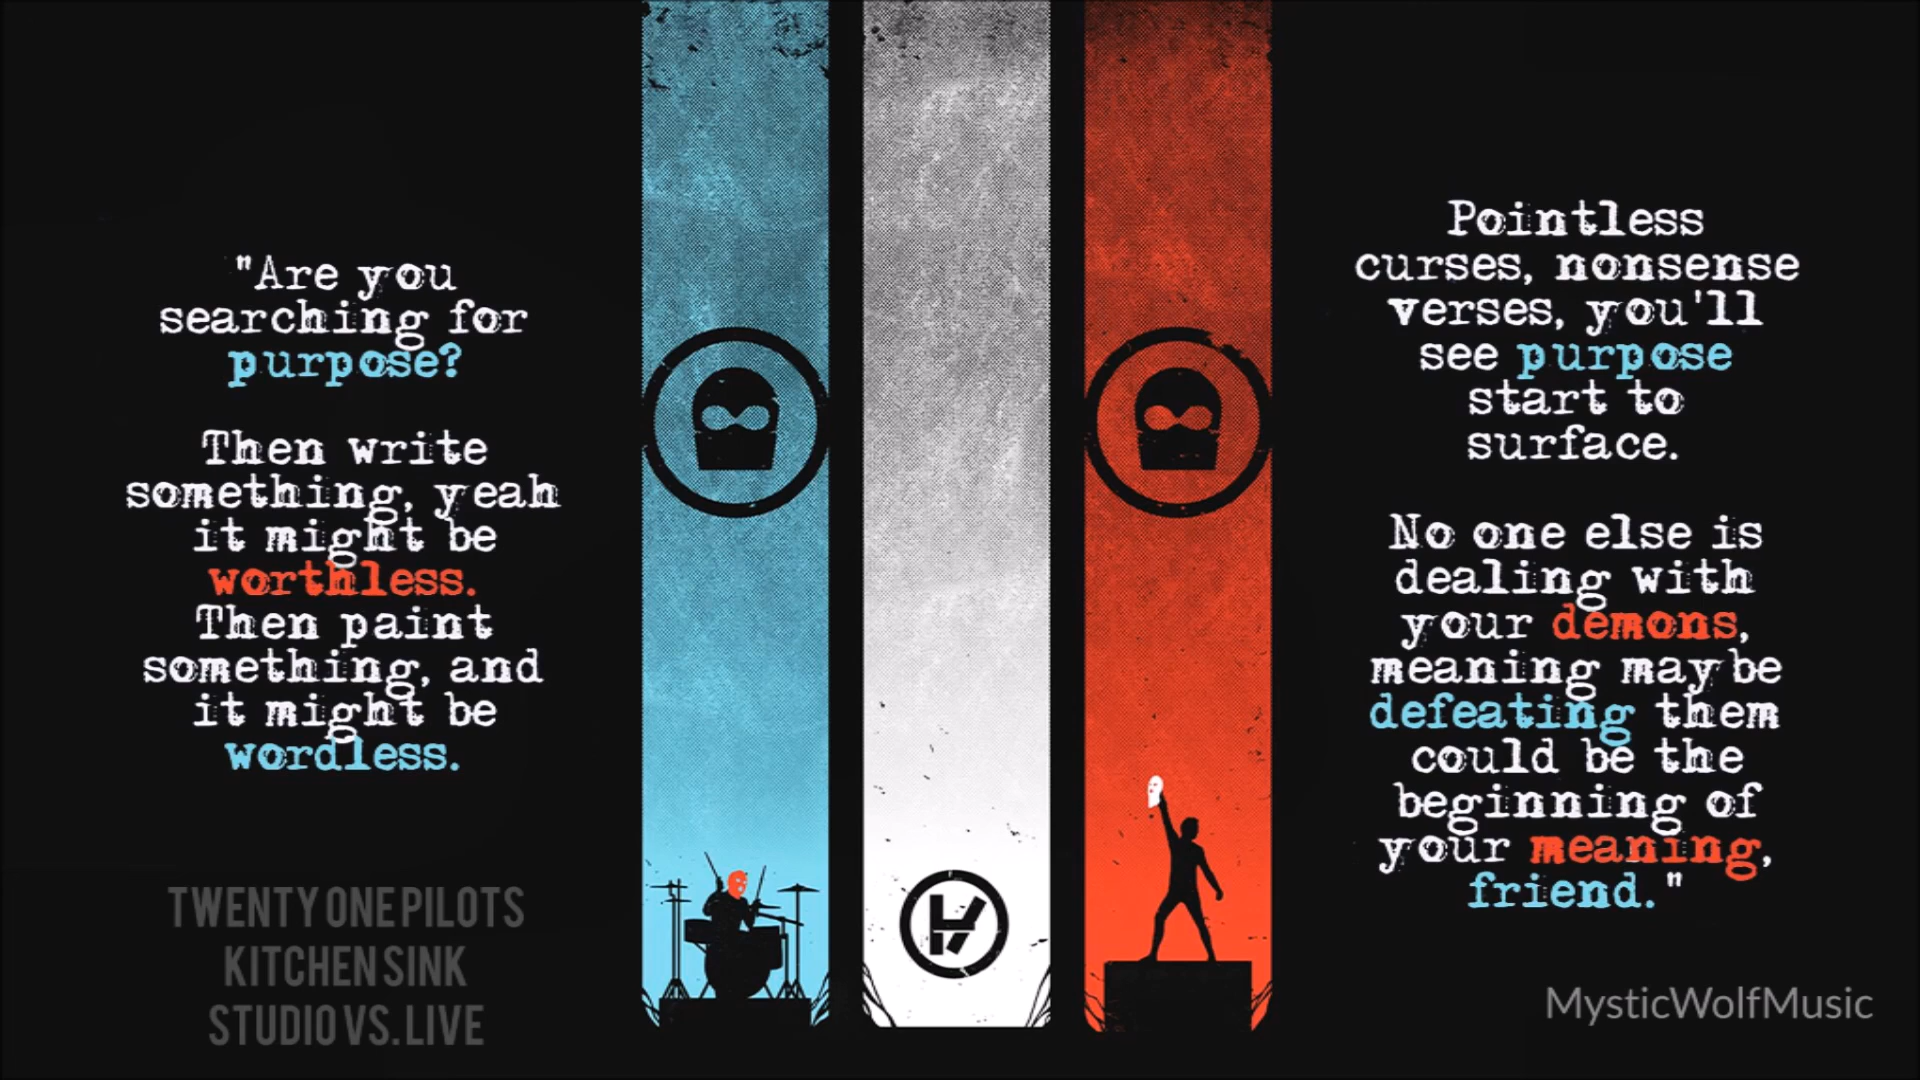 "Are you
searching for
purpose?
Then write
something, yeah
it might be
worthless.
Then paint
something, and
it might be
wordless.
TWENTY ONE PILOTS
KITCHEN SINK
STUDIO VS. LIVE
Pointless
curses, nonsense
verses, you'll
see purpose
start to
surface.
No one else is
dealing with
your demons,
meaning maybe
defeating them
could be the
beginning of
your meaning,
friend."
MysticWolfMusic